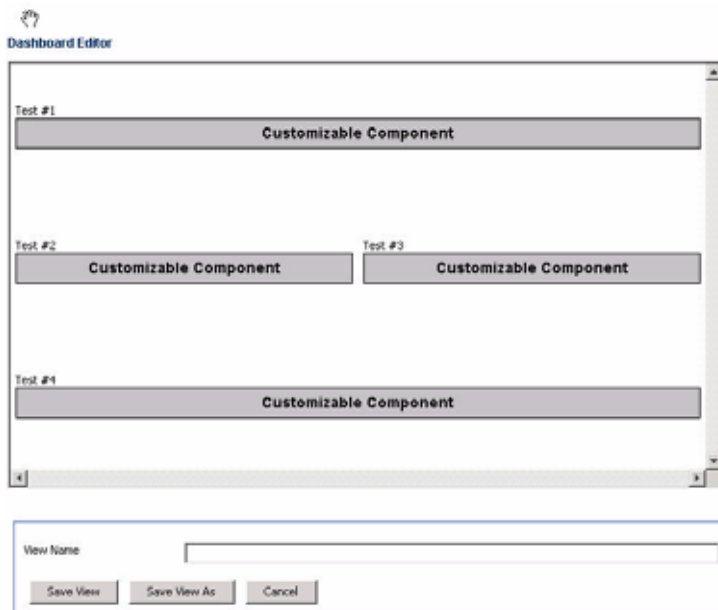 Dashboard Editor
Test #1
Customizable Component
Test #2
Test #3
Customizable Component
Customizable Component
Test #4
Customizable Component
View Name
Save View
Save View As
Cancel